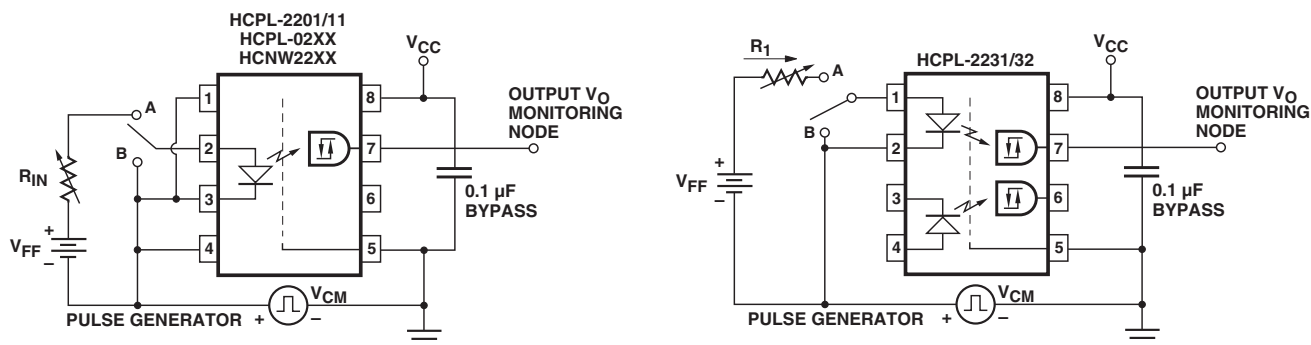 HCPL-2201/11
HCPL-02XX
HCNW22XX
VCC
A
B
RIN
+
VFF
–
1
2
3
4
8
7
6
5
OUTPUT VO
MONITORING
NODE
0.1 µF
BYPASS
PULSE GENERATOR
+
VCM
–
R1
HCPL-2231/32
VCC
A
B
+
VFF
–
1
2
3
4
8
7
6
5
OUTPUT VO
MONITORING
NODE
0.1 µF
BYPASS
PULSE GENERATOR
+
VCM
–